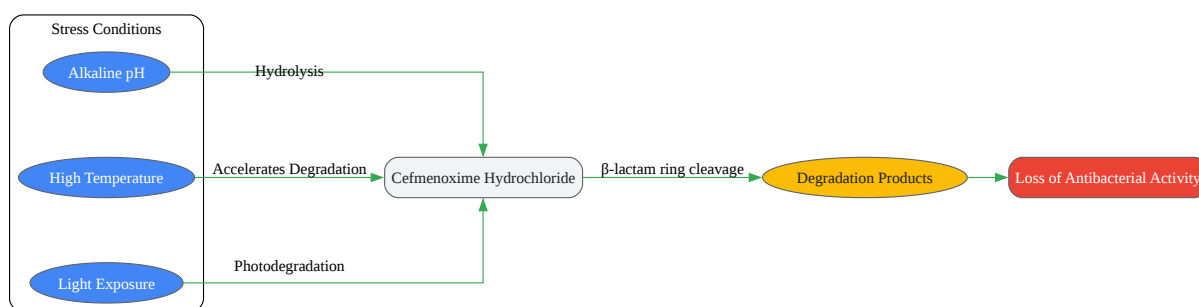 Stress Conditions
Alkaline pH
Hydrolysis
High Temperature
Accelerates Degradation
Cefmenoxime Hydrochloride
β-lactam ring cleavage
Degradation Products
Loss of Antibacterial Activity
Light Exposure
Photodegradation